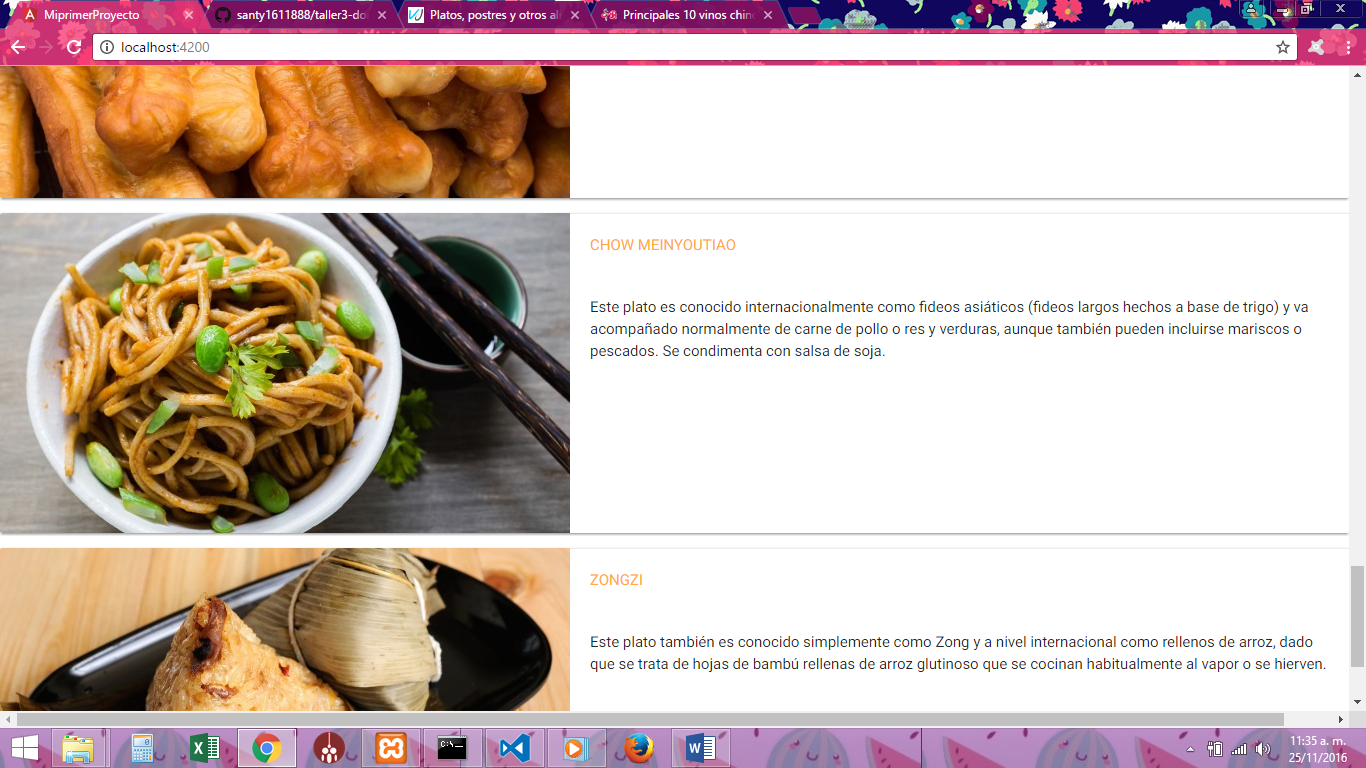 MiprimerProyecto
santy1611888/taller3-do
Platos, postres y otros al
Principales 10 vinos chin
localhost:4200
CHOW MEINYOUTIAO
Este plato es conocido internacionalmente como fideos asiáticos (fideos largos hechos a base de trigo) y va
acompañado normalmente de carne de pollo o res y verduras, aunque también pueden incluirse mariscos o
pescados. Se condimenta con salsa de soja.
ZONGZI
Este plato también es conocido simplemente como Zong y a nivel internacional como rellenos de arroz, dado
que se trata de hojas de bambú rellenas de arroz glutinoso que se cocinan habitualmente al vapor o se hierven.
11:35 a. m.
25/11/2016